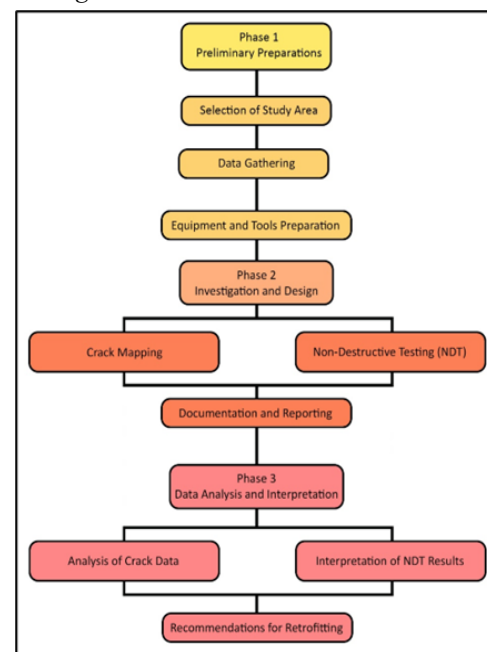 Phase 1
Preliminary Preparations
Selection of Study Area
Data Gathering
Equipment and Tools Preparation
Phase 2
Investigation and Design
Crack Mapping
Non-Destructive Testing (NDT)
Documentation and Reporting
Phase 3
Data Analysis and Interpretation
Analysis of Crack Data
Interpretation of NDT Results
Recommendations for Retrofitting